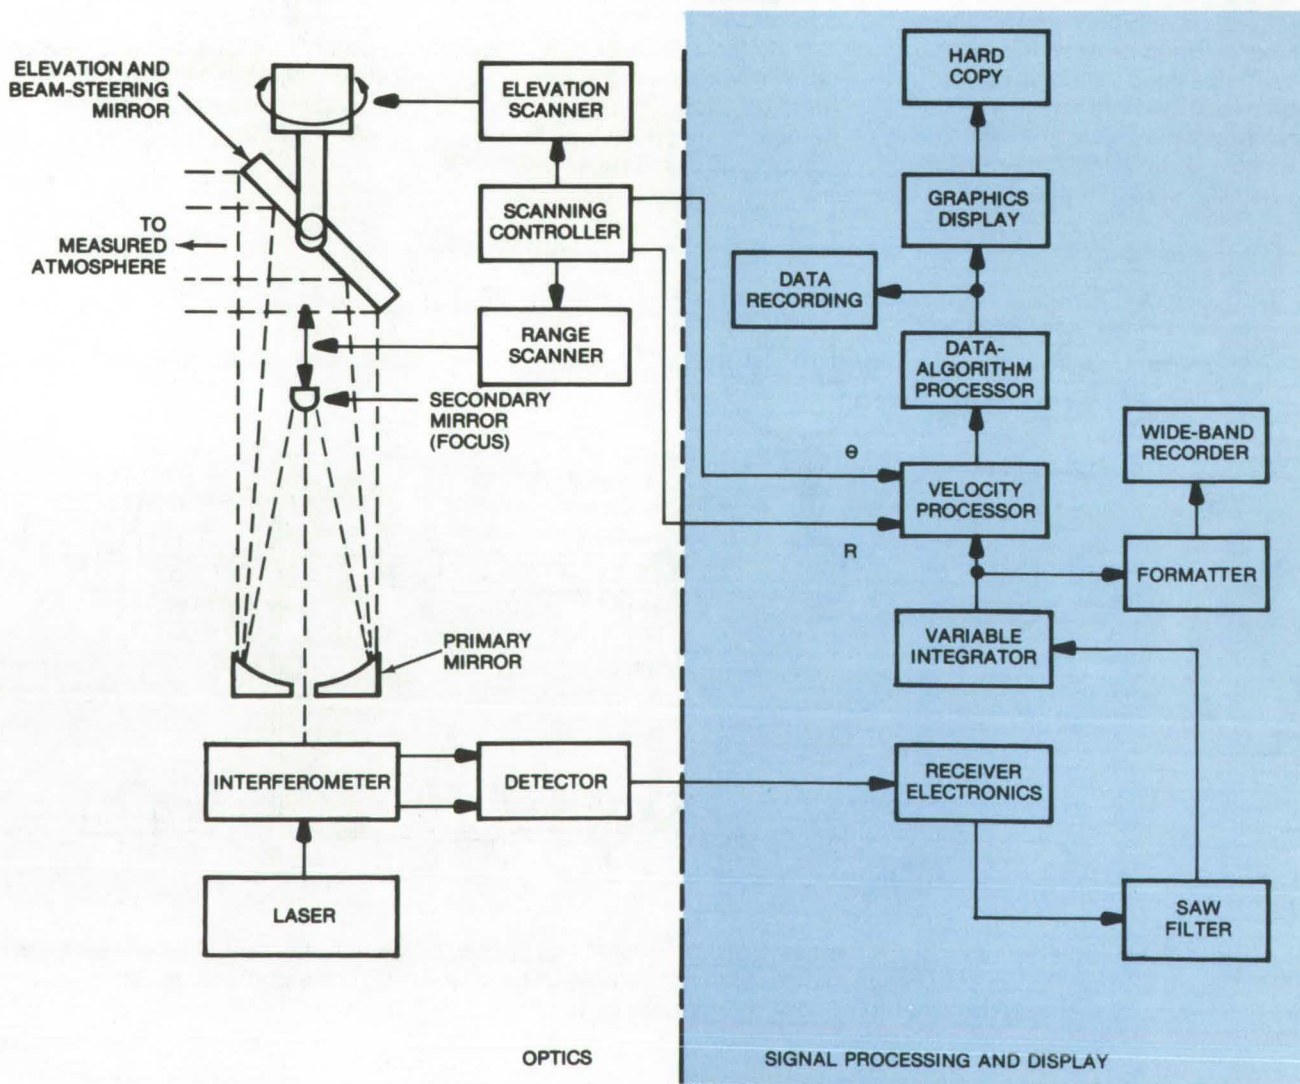 ELEVATION AND
BEAM-STEERING
MIRROR
ELEVATION
SCANNER
SCANNING
CONTROLLER
TO
MEASURED
ATMOSPHERE
RANGE
SCANNER
SECONDARY
MIRROR
(FOCUS)
PRIMARY
MIRROR
INTERFEROMETER
DETECTOR
LASER
OPTICS
HARD
COPY
GRAPHICS
DISPLAY
DATA
RECORDING
DATA-
ALGORITHM
PROCESSOR
WIDE-BAND
RECORDER
Θ
VELOCITY
PROCESSOR
R
FORMATTER
VARIABLE
INTEGRATOR
RECEIVER
ELECTRONICS
SAW
FILTER
SIGNAL PROCESSING AND DISPLAY